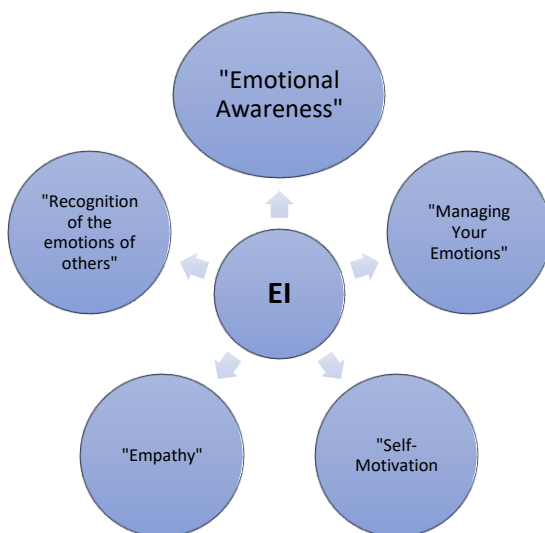 "Emotional
Awareness"
"Recognition
of the
emotions of
others"
"Managing
Your
Emotions"
EI
"Empathy"
"Self-
Motivation